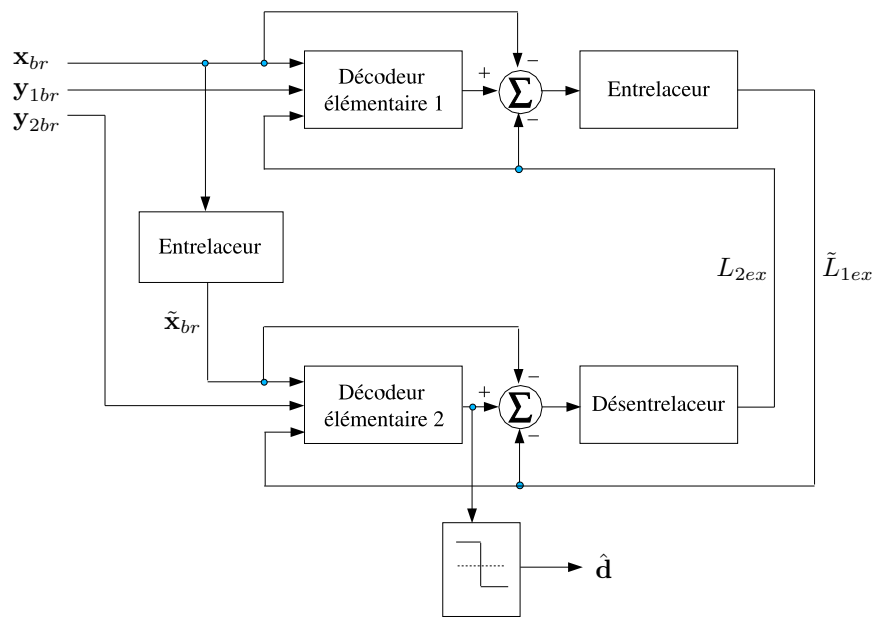 x_br
y_1br
y_2br
Décodeur
élémentaire 1
+
−
−
Σ
Entrelaceur
Entrelaceur
x̃_br
L_2ex
L̃_1ex
Décodeur
élémentaire 2
+
−
−
Σ
Désentrelaceur
d̂